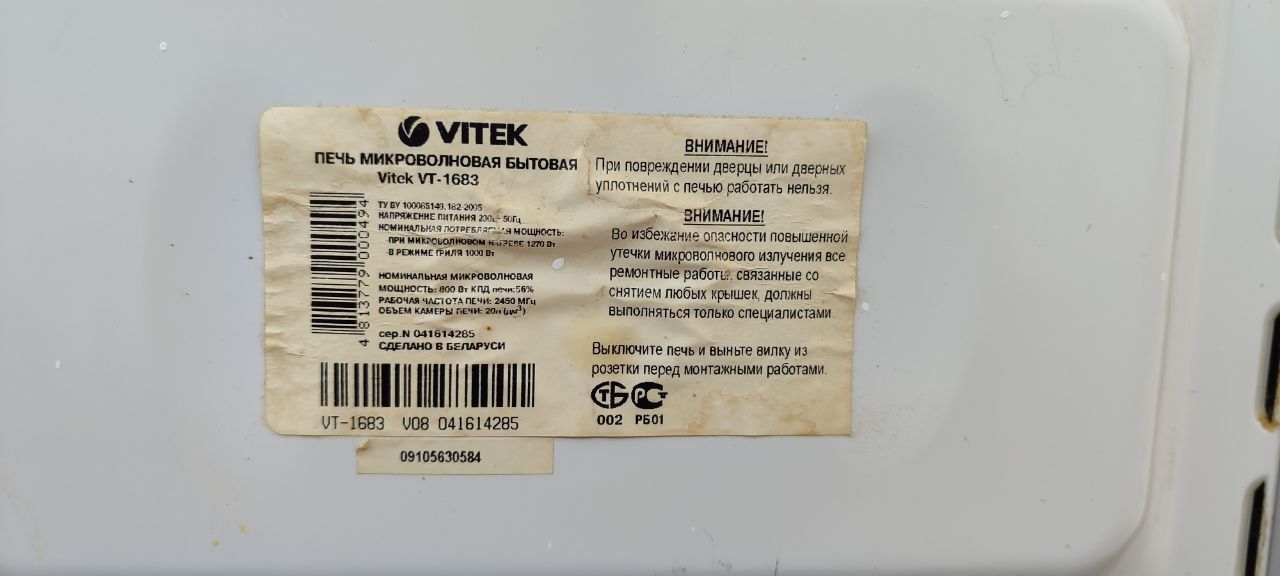 VITEK
ПЕЧЬ МИКРОВОЛНОВАЯ БЫТОВАЯ
Vitek VT-1683
ТУ BY 100065149.182-2005
НАПРЯЖЕНИЕ ПИТАНИЯ 230В~ 50Гц
НОМИНАЛЬНАЯ ПОТРЕБЛЯЕМАЯ МОЩНОСТЬ:
-ПРИ МИКРОВОЛНОВОМ НАГРЕВЕ 1270 Вт
-В РЕЖИМЕ ГРИЛЯ 1000 Вт
НОМИНАЛЬНАЯ МИКРОВОЛНОВАЯ
МОЩНОСТЬ: 800 Вт КПД печи:56%
РАБОЧАЯ ЧАСТОТА ПЕЧИ: 2450 МГц
ОБЪЕМ КАМЕРЫ ПЕЧИ: 20л (дм³)
сер.N 041614285
СДЕЛАНО В БЕЛАРУСИ
4 813779 000494
VT-1683 V08 041614285
09105630584
ВНИМАНИЕ!
При повреждении дверцы или дверных
уплотнений с печью работать нельзя.
ВНИМАНИЕ!
Во избежание опасности повышенной
утечки микроволнового излучения все
ремонтные работы, связанные со
снятием любых крышек, должны
выполняться только специалистами.
Выключите печь и выньте вилку из
розетки перед монтажными работами.
СТБ РСТ
002 РБ01